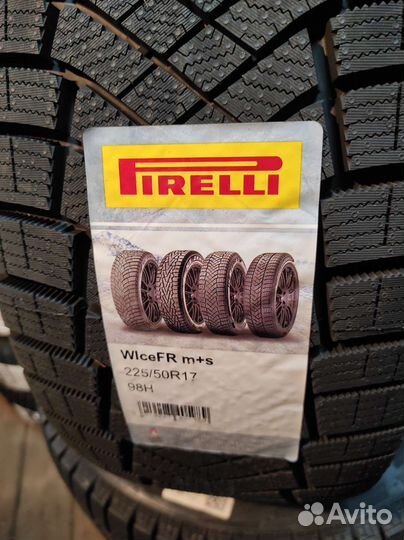 PIRELLI
WIceFR m+s
225/50R17
98H
Avito